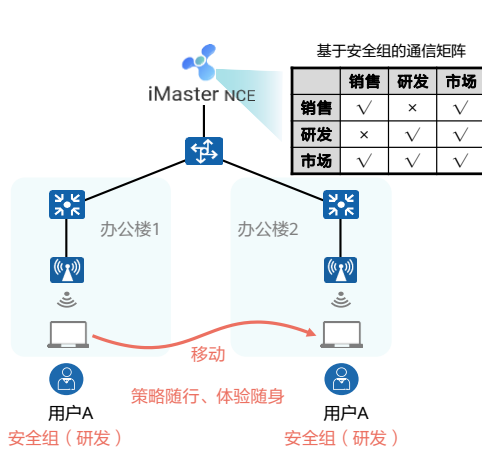 基于安全组的通信矩阵
销售 研发 市场
销售 √ × √
研发 × √ √
市场 √ √ √
iMaster NCE
办公楼1 办公楼2
移动
策略随行、体验随身
用户A 用户A
安全组（研发） 安全组（研发）